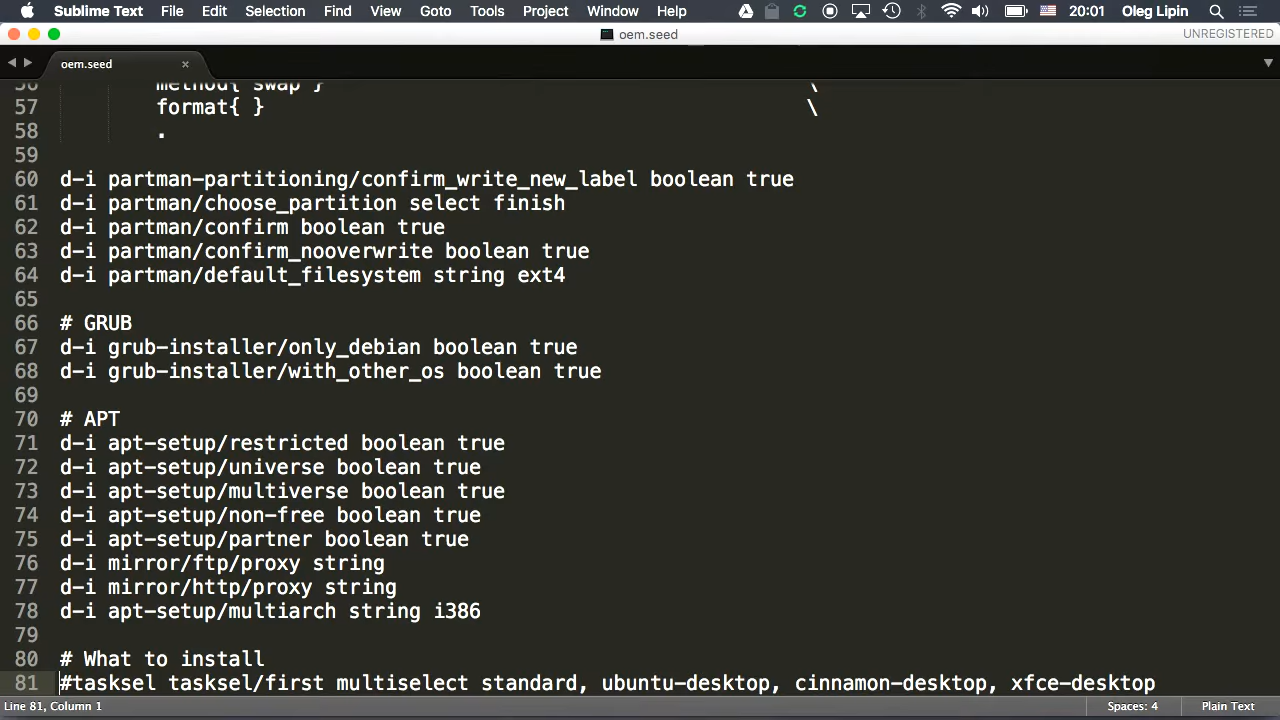 Sublime Text File Edit Selection Find View Goto Tools Project Window Help 20:01 Oleg Lipin
oem.seed UNREGISTERED
oem.seed ×
56 method{ swap } \
57 format{ } \
58 .
59
60 d-i partman-partitioning/confirm_write_new_label boolean true
61 d-i partman/choose_partition select finish
62 d-i partman/confirm boolean true
63 d-i partman/confirm_nooverwrite boolean true
64 d-i partman/default_filesystem string ext4
65
66 # GRUB
67 d-i grub-installer/only_debian boolean true
68 d-i grub-installer/with_other_os boolean true
69
70 # APT
71 d-i apt-setup/restricted boolean true
72 d-i apt-setup/universe boolean true
73 d-i apt-setup/multiverse boolean true
74 d-i apt-setup/non-free boolean true
75 d-i apt-setup/partner boolean true
76 d-i mirror/ftp/proxy string
77 d-i mirror/http/proxy string
78 d-i apt-setup/multiarch string i386
79
80 # What to install
81 #tasksel tasksel/first multiselect standard, ubuntu-desktop, cinnamon-desktop, xfce-desktop
Line 81, Column 1 Spaces: 4 Plain Text